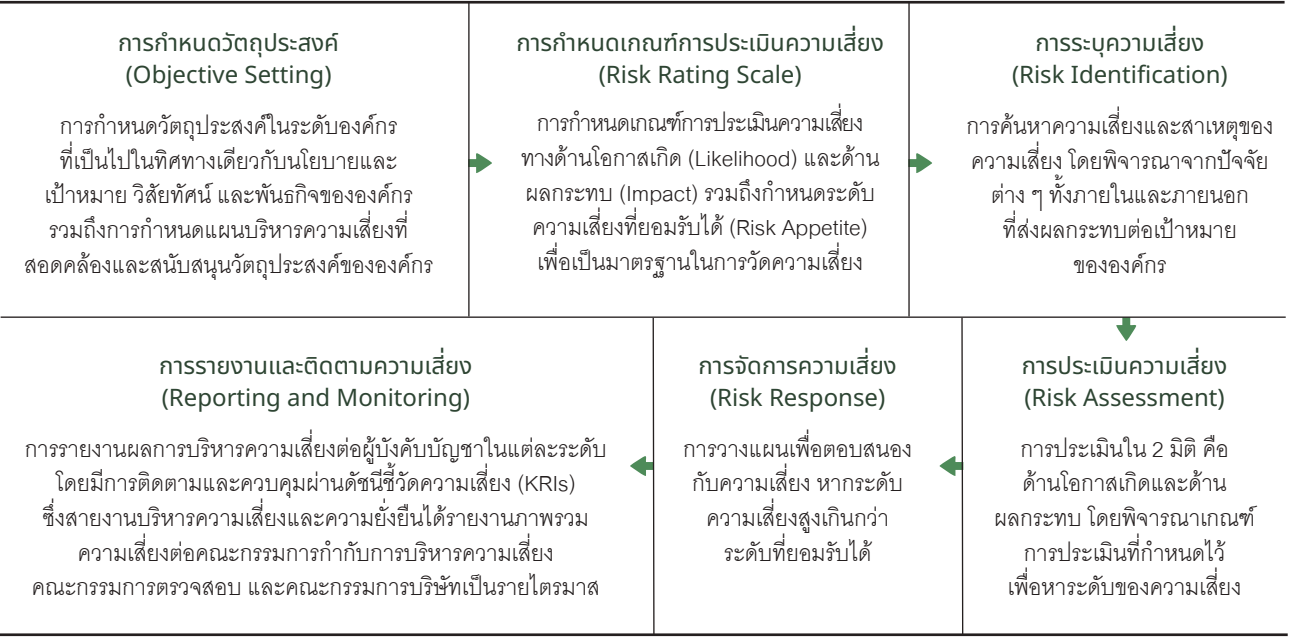 การกำหนดวัตถุประสงค์
(Objective Setting)
การกำหนดวัตถุประสงค์ในระดับองค์กร
ที่เป็นไปในทิศทางเดียวกับนโยบายและ
เป้าหมาย วิสัยทัศน์ และพันธกิจขององค์กร
รวมถึงการกำหนดแผนบริหารความเสี่ยงที่
สอดคล้องและสนับสนุนวัตถุประสงค์ขององค์กร
การกำหนดเกณฑ์การประเมินความเสี่ยง
(Risk Rating Scale)
การกำหนดเกณฑ์การประเมินความเสี่ยง
ทางด้านโอกาสเกิด (Likelihood) และด้าน
ผลกระทบ (Impact) รวมถึงกำหนดระดับ
ความเสี่ยงที่ยอมรับได้ (Risk Appetite)
เพื่อเป็นมาตรฐานในการวัดความเสี่ยง
การระบุความเสี่ยง
(Risk Identification)
การค้นหาความเสี่ยงและสาเหตุของ
ความเสี่ยง โดยพิจารณาจากปัจจัย
ต่าง ๆ ทั้งภายในและภายนอก
ที่ส่งผลกระทบต่อเป้าหมาย
ขององค์กร
การรายงานและติดตามความเสี่ยง
(Reporting and Monitoring)
การรายงานผลการบริหารความเสี่ยงต่อผู้บังคับบัญชาในแต่ละระดับ
โดยมีการติดตามและควบคุมผ่านดัชนีชี้วัดความเสี่ยง (KRIs)
ซึ่งสายงานบริหารความเสี่ยงและความยั่งยืนได้รายงานภาพรวม
ความเสี่ยงต่อคณะกรรมการกำกับการบริหารความเสี่ยง
คณะกรรมการตรวจสอบ และคณะกรรมการบริษัทเป็นรายไตรมาส
การจัดการความเสี่ยง
(Risk Response)
การวางแผนเพื่อตอบสนอง
กับความเสี่ยง หากระดับ
ความเสี่ยงสูงเกินกว่า
ระดับที่ยอมรับได้
การประเมินความเสี่ยง
(Risk Assessment)
การประเมินใน 2 มิติ คือ
ด้านโอกาสเกิดและด้าน
ผลกระทบ โดยพิจารณาเกณฑ์
การประเมินที่กำหนดไว้
เพื่อหาระดับของความเสี่ยง